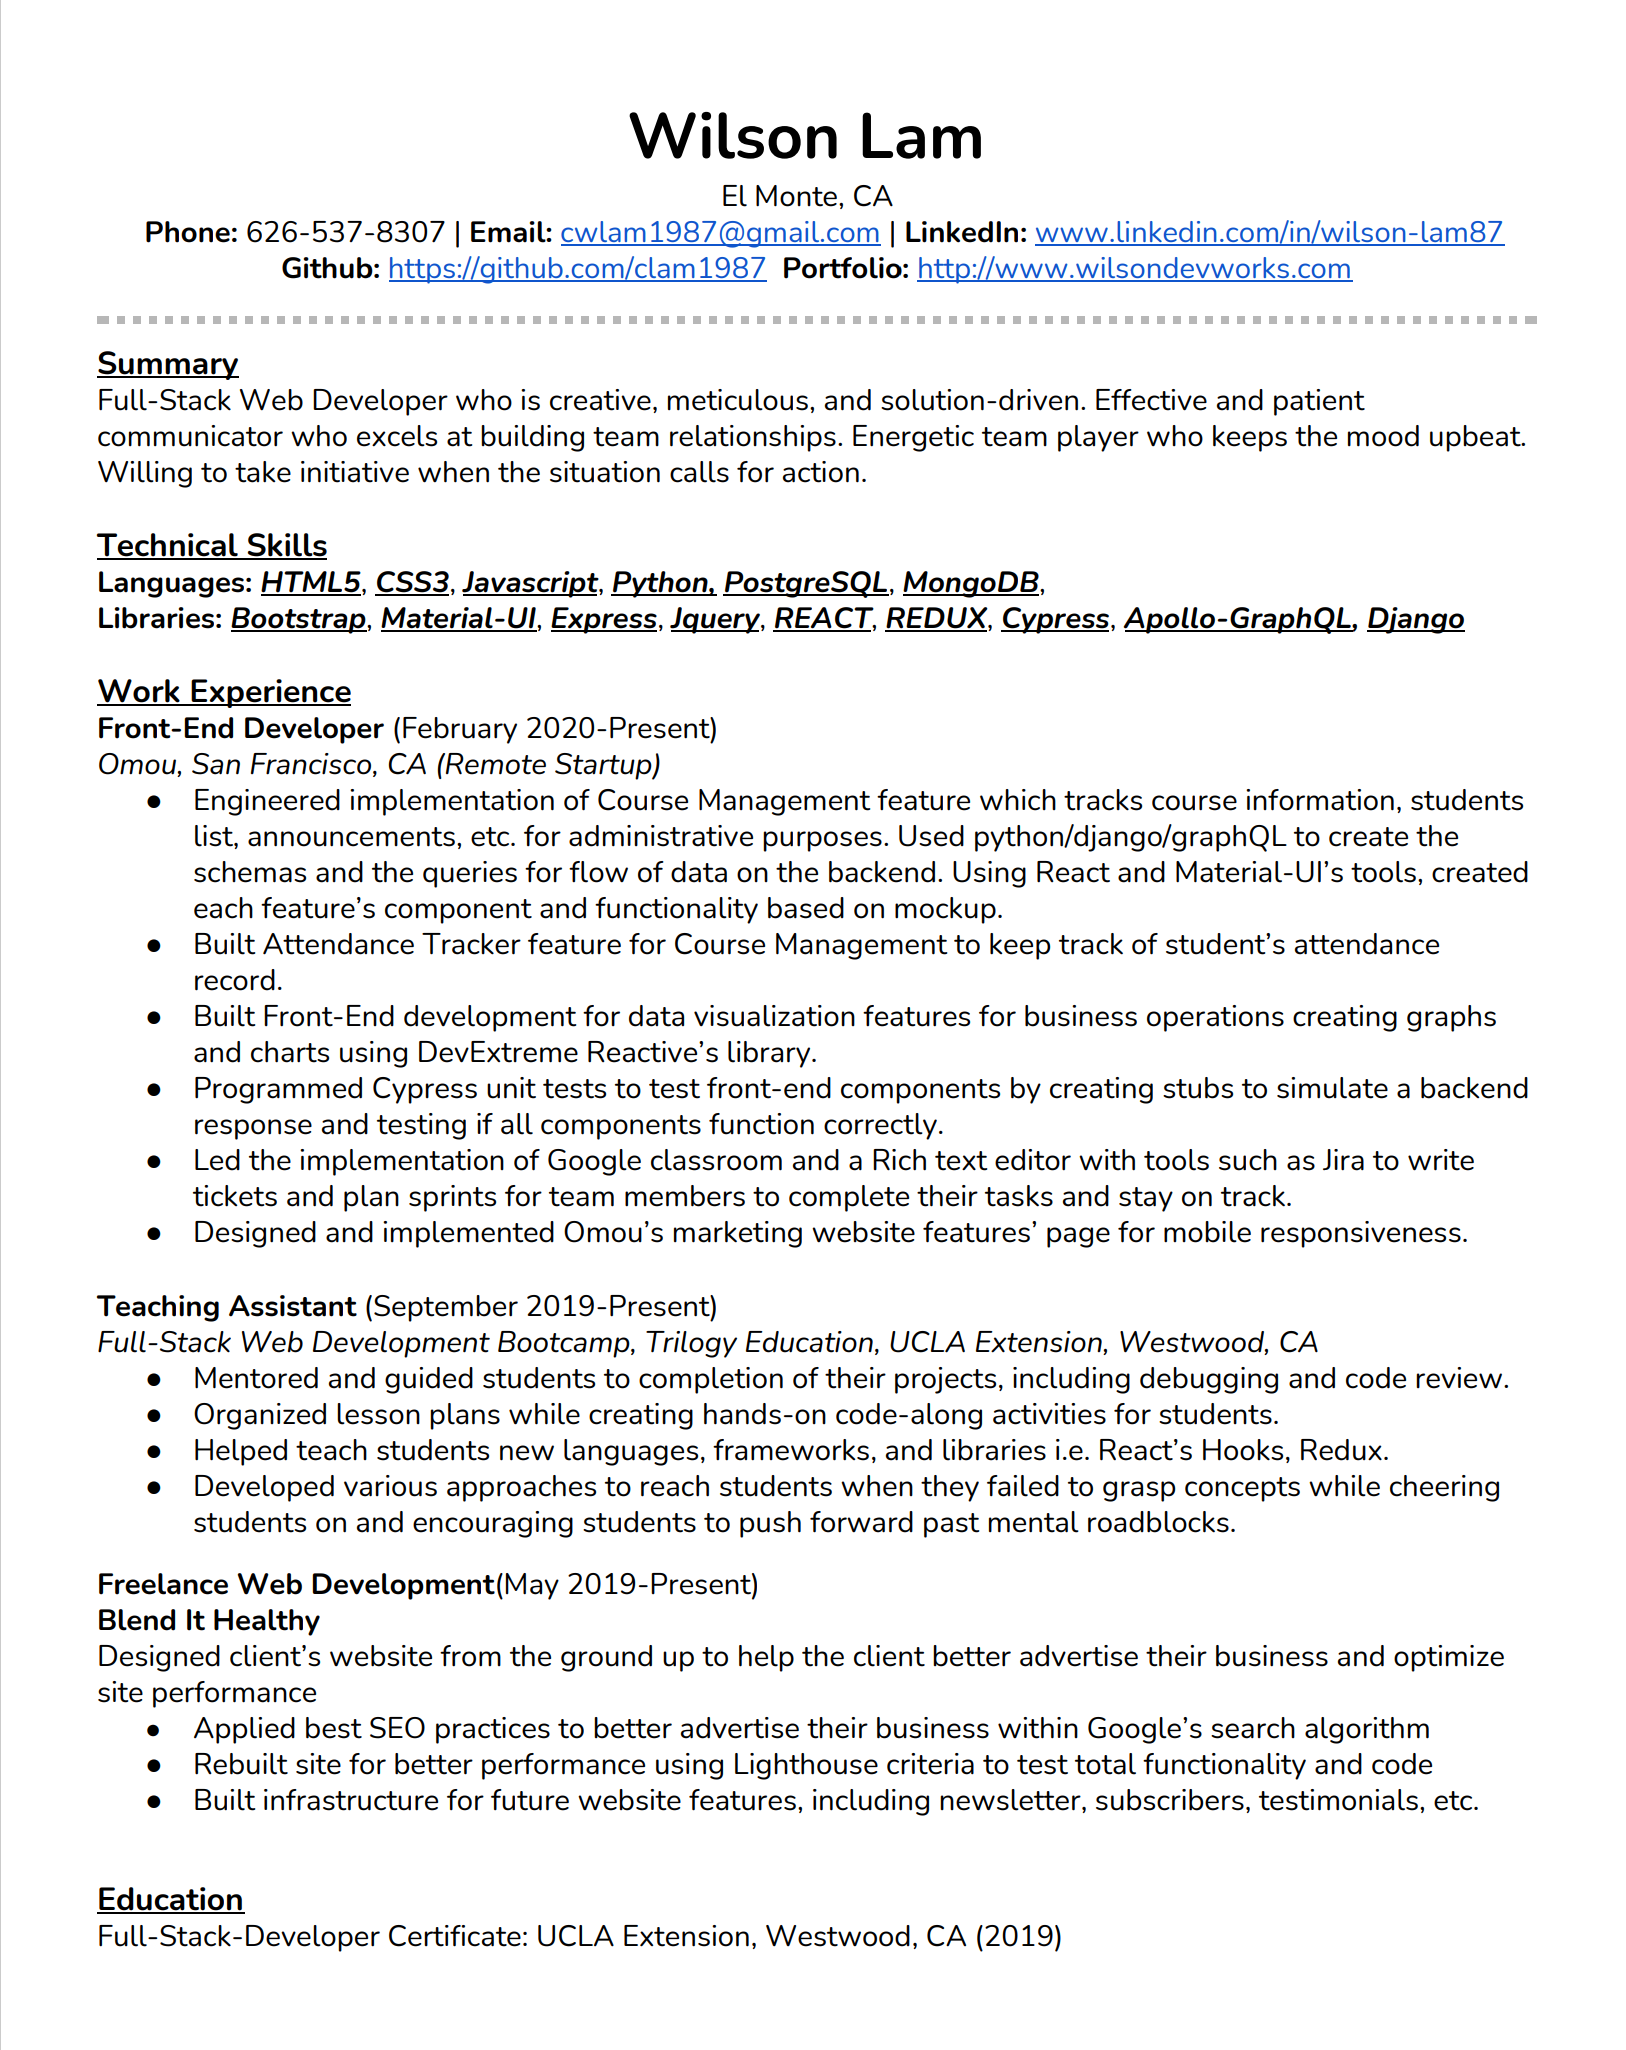 Wilson Lam
El Monte, CA
Phone: 626-537-8307 | Email: cwlam1987@gmail.com | LinkedIn: www.linkedin.com/in/wilson-lam87
Github: https://github.com/clam1987 Portfolio: http://www.wilsondevworks.com
Summary
Full-Stack Web Developer who is creative, meticulous, and solution-driven. Effective and patient
communicator who excels at building team relationships. Energetic team player who keeps the mood upbeat.
Willing to take initiative when the situation calls for action.
Technical Skills
Languages: HTML5, CSS3, Javascript, Python, PostgreSQL, MongoDB,
Libraries: Bootstrap, Material-UI, Express, Jquery, REACT, REDUX, Cypress, Apollo-GraphQL, Django
Work Experience
Front-End Developer (February 2020-Present)
Omou, San Francisco, CA (Remote Startup)
● Engineered implementation of Course Management feature which tracks course information, students
list, announcements, etc. for administrative purposes. Used python/django/graphQL to create the
schemas and the queries for flow of data on the backend. Using React and Material-UI’s tools, created
each feature’s component and functionality based on mockup.
● Built Attendance Tracker feature for Course Management to keep track of student’s attendance
record.
● Built Front-End development for data visualization features for business operations creating graphs
and charts using DevExtreme Reactive’s library.
● Programmed Cypress unit tests to test front-end components by creating stubs to simulate a backend
response and testing if all components function correctly.
● Led the implementation of Google classroom and a Rich text editor with tools such as Jira to write
tickets and plan sprints for team members to complete their tasks and stay on track.
● Designed and implemented Omou’s marketing website features’ page for mobile responsiveness.
Teaching Assistant (September 2019-Present)
Full-Stack Web Development Bootcamp, Trilogy Education, UCLA Extension, Westwood, CA
● Mentored and guided students to completion of their projects, including debugging and code review.
● Organized lesson plans while creating hands-on code-along activities for students.
● Helped teach students new languages, frameworks, and libraries i.e. React’s Hooks, Redux.
● Developed various approaches to reach students when they failed to grasp concepts while cheering
students on and encouraging students to push forward past mental roadblocks.
Freelance Web Development(May 2019-Present)
Blend It Healthy
Designed client’s website from the ground up to help the client better advertise their business and optimize
site performance
● Applied best SEO practices to better advertise their business within Google’s search algorithm
● Rebuilt site for better performance using Lighthouse criteria to test total functionality and code
● Built infrastructure for future website features, including newsletter, subscribers, testimonials, etc.
Education
Full-Stack-Developer Certificate: UCLA Extension, Westwood, CA (2019)